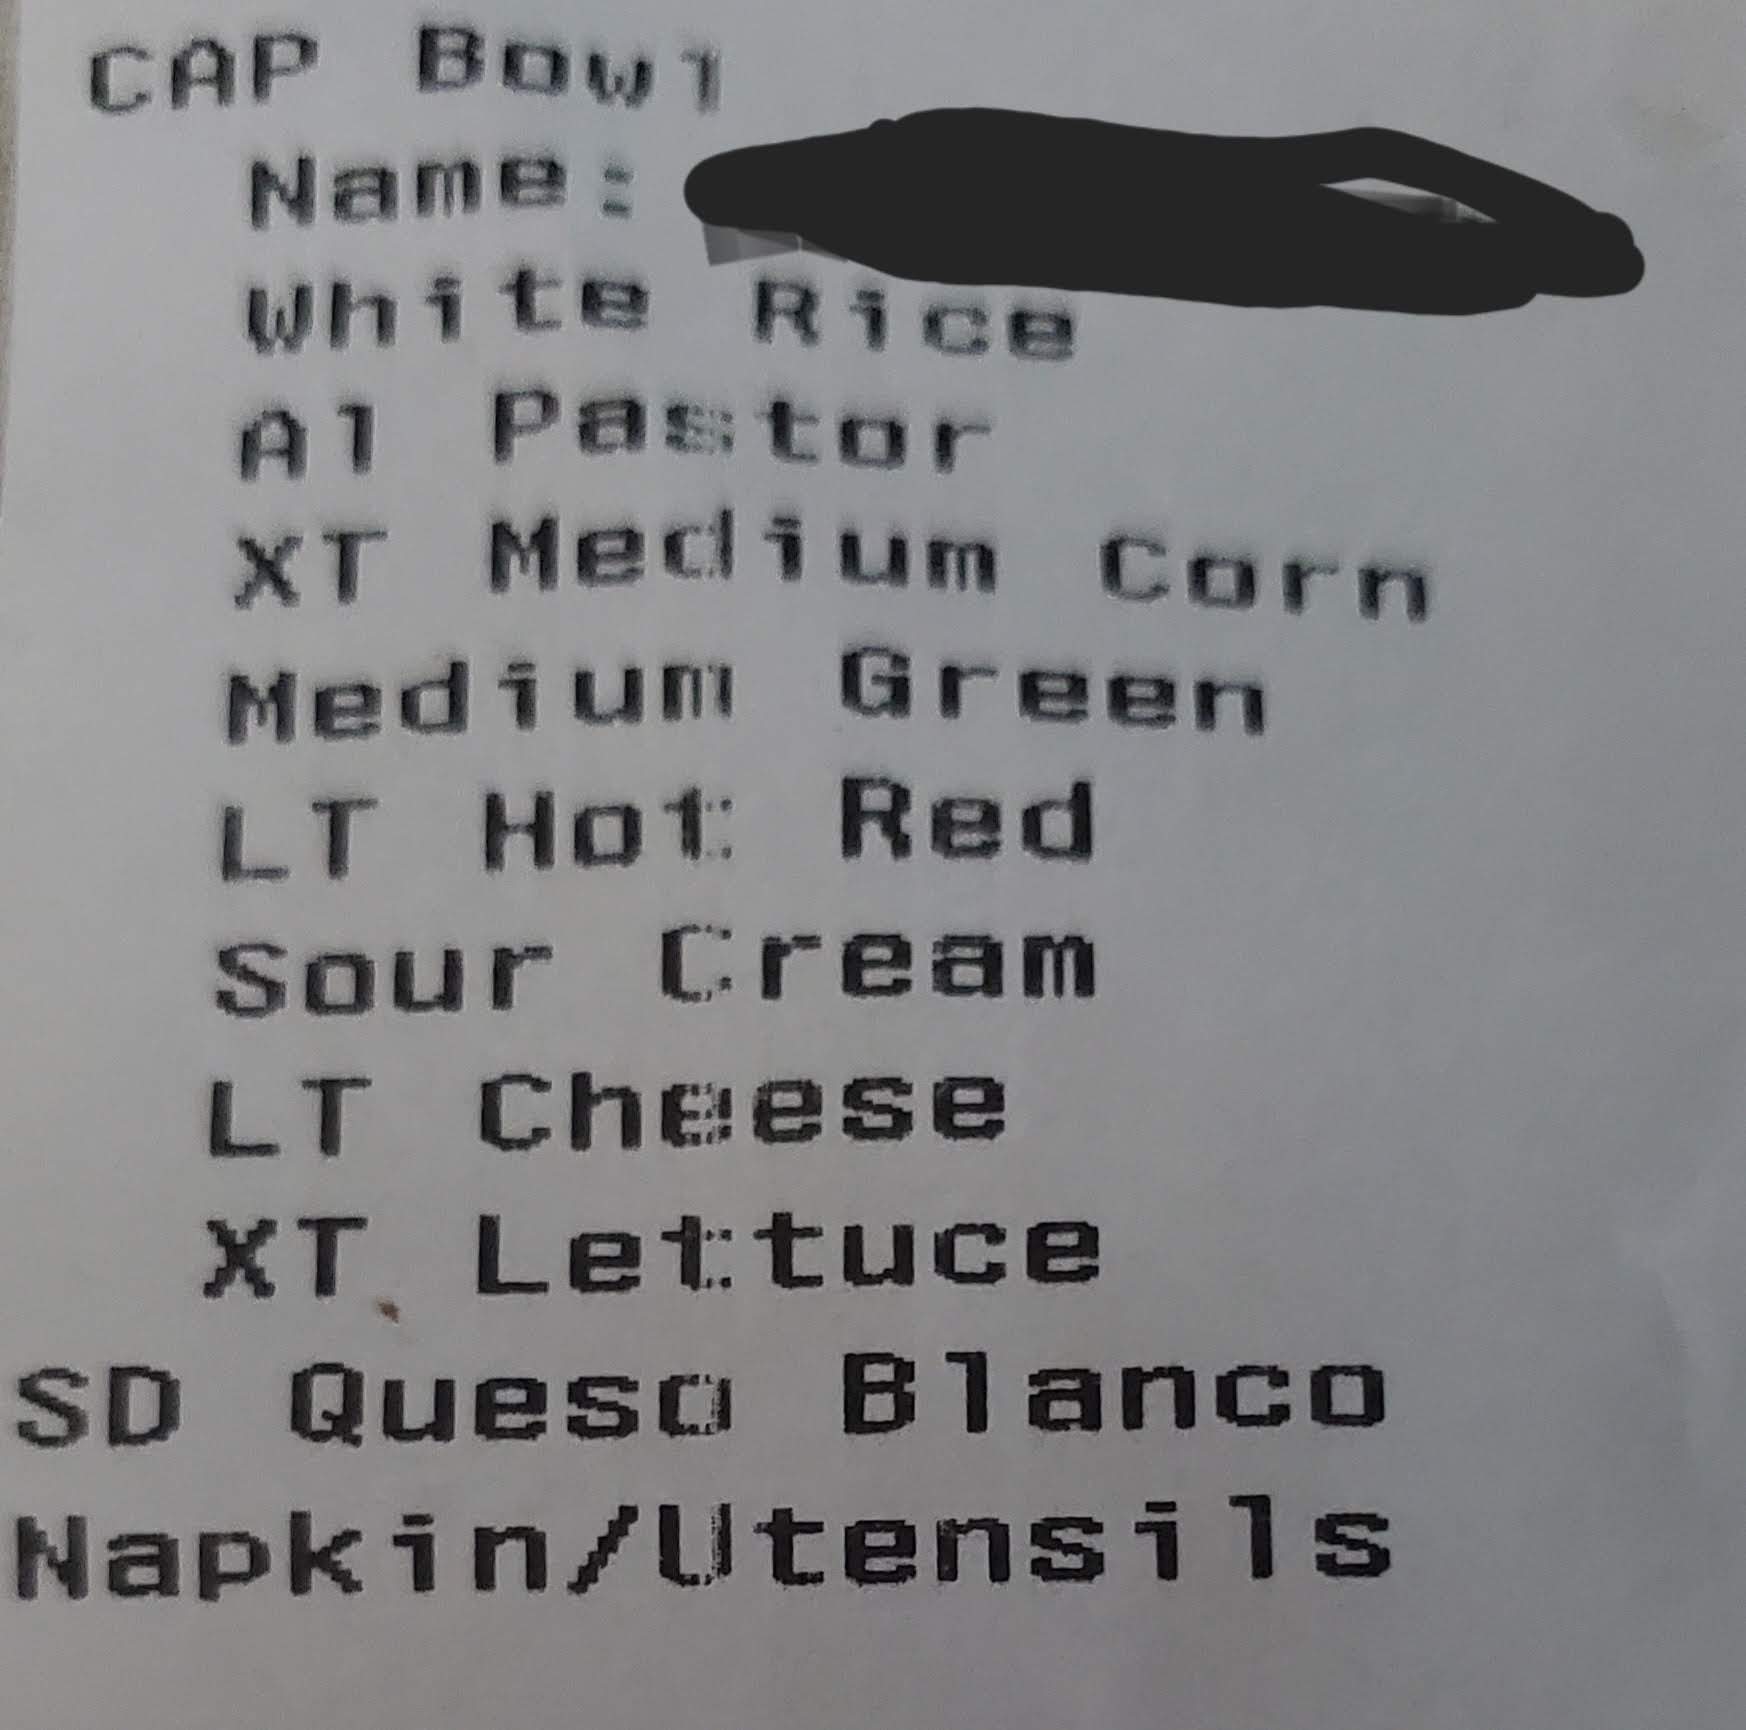 CAP Bowl
Name:
White Rice
Al Pastor
XT Medium Corn
Medium Green
LT Hot Red
Sour Cream
LT Cheese
XT Lettuce
SD Queso Blanco
Napkin/Utensils